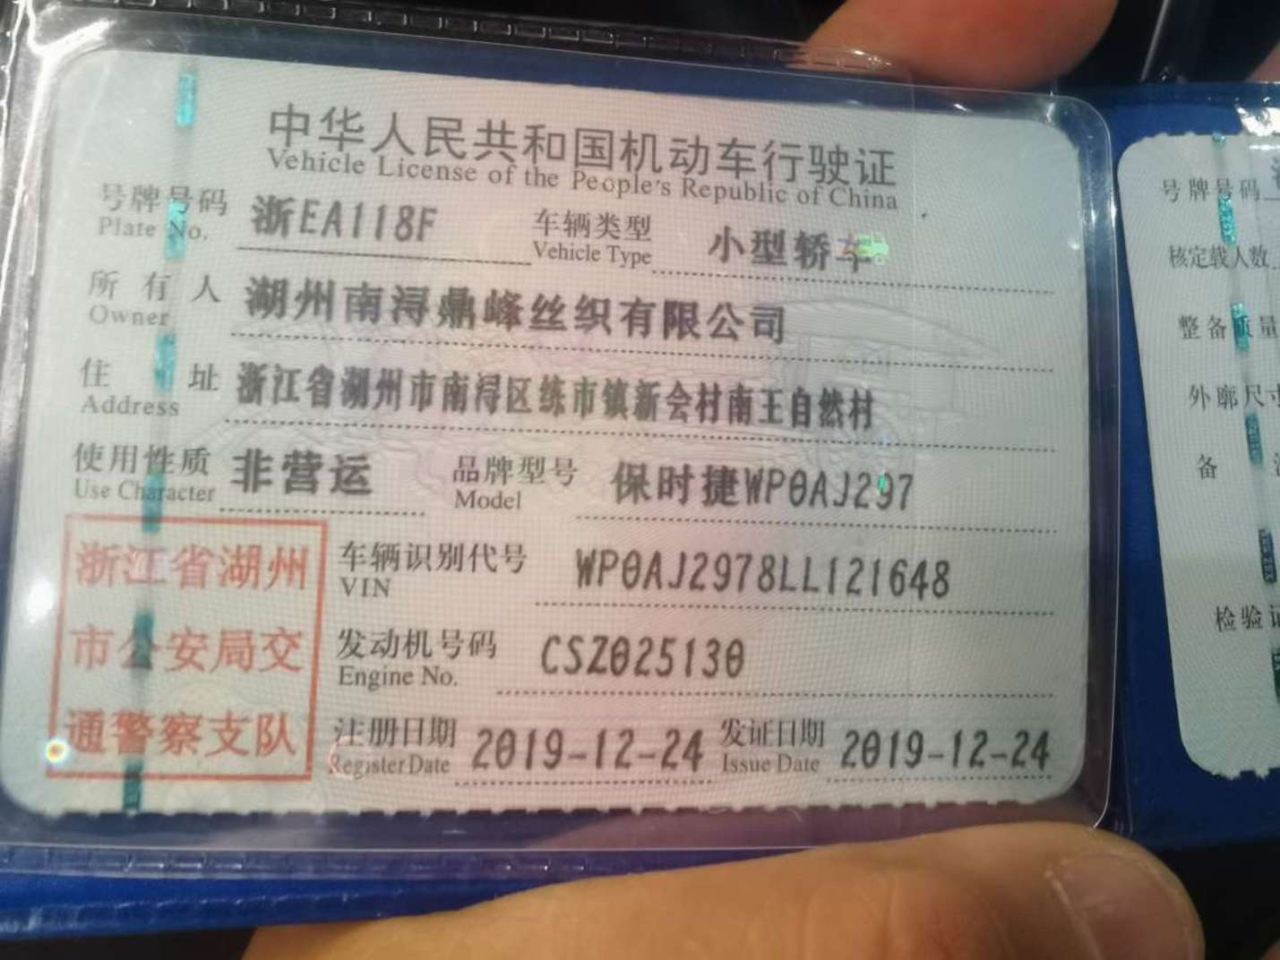 中华人民共和国机动车行驶证
Vehicle License of the People's Republic of China
号牌号码 浙EA118F 车辆类型 小型轿车
Plate No. Vehicle Type
所有人 湖州南浔鼎峰丝织有限公司
Owner
住址 浙江省湖州市南浔区练市镇新会村南王自然村
Address
使用性质 非营运 品牌型号 保时捷WP0AJ297
Use Character Model
浙江省湖州
市公安局交
通警察支队
车辆识别代号 WP0AJ2978LL121648
VIN
发动机号码 CSZ025130
Engine No.
注册日期 2019-12-24 发证日期 2019-12-24
Register Date Issue Date
号牌号码
核定载人数
整备质量
外廓尺寸
备
检验记